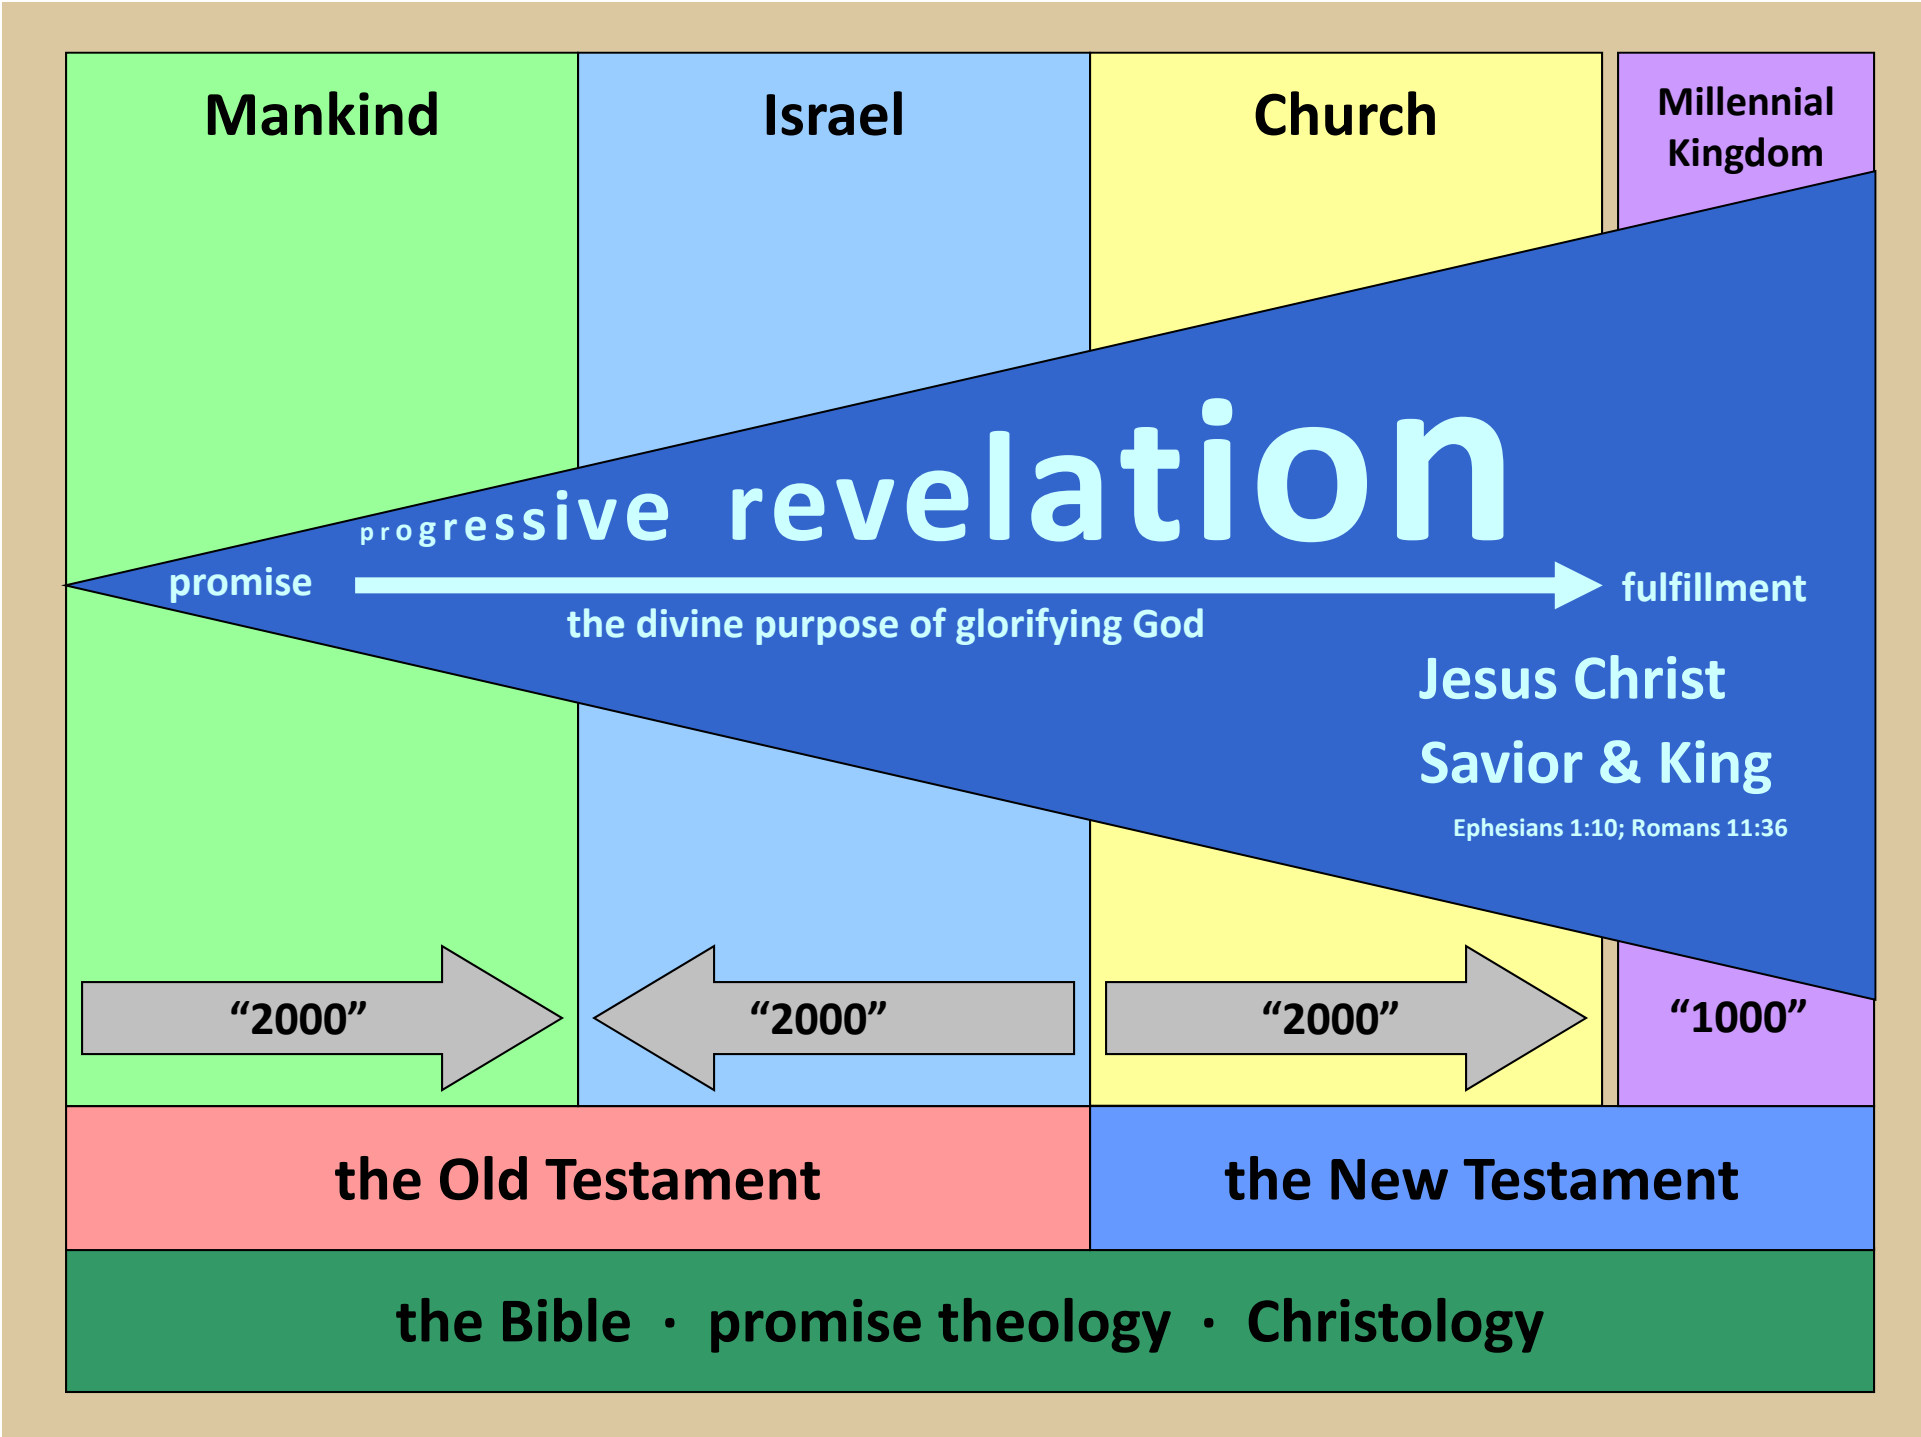 Mankind
Israel
Church
Millennial
Kingdom
progressive revelation
promise
fulfillment
the divine purpose of glorifying God
Jesus Christ
Savior & King
Ephesians 1:10; Romans 11:36
“2000”
“2000”
“2000”
“1000”
the Old Testament
the New Testament
the Bible · promise theology · Christology